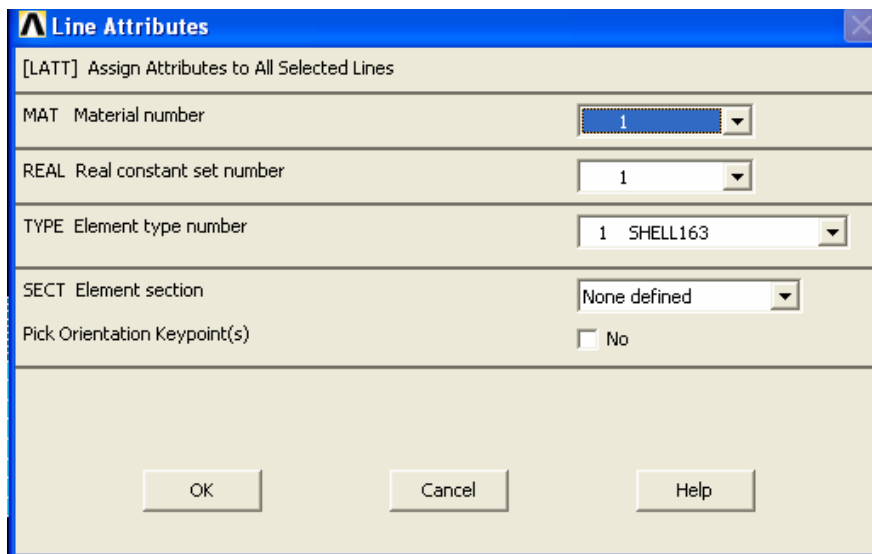 Line Attributes
[LATT] Assign Attributes to All Selected Lines
MAT Material number 1
REAL Real constant set number 1
TYPE Element type number 1 SHELL163
SECT Element section None defined
Pick Orientation Keypoint(s) No
OK Cancel Help